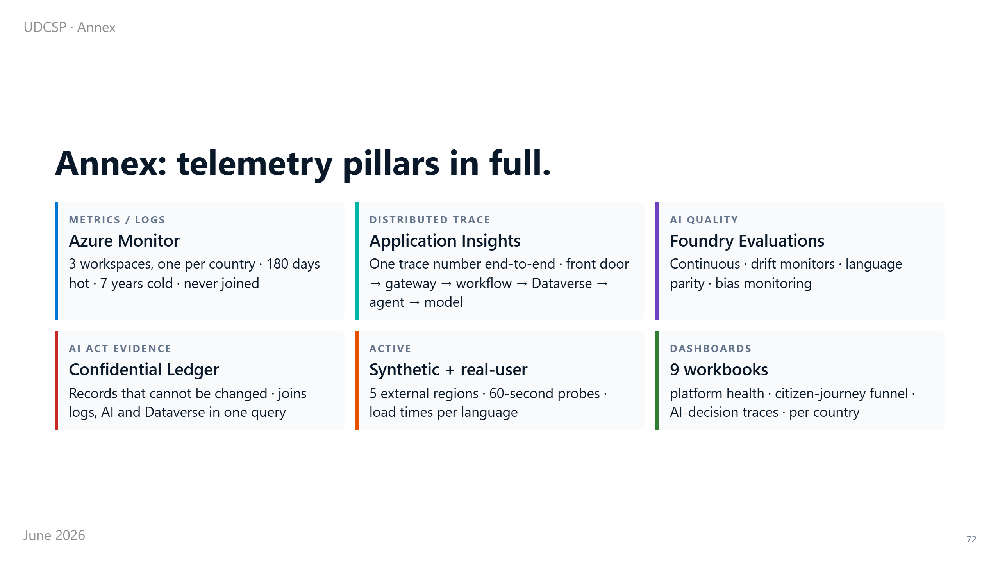 UDCSP · Annex
Annex: telemetry pillars in full.
METRICS / LOGS
Azure Monitor
3 workspaces, one per country · 180 days
hot · 7 years cold · never joined
DISTRIBUTED TRACE
Application Insights
One trace number end-to-end · front door
→ gateway → workflow → Dataverse →
agent → model
AI QUALITY
Foundry Evaluations
Continuous · drift monitors · language
parity · bias monitoring
AI ACT EVIDENCE
Confidential Ledger
Records that cannot be changed · joins
logs, AI and Dataverse in one query
ACTIVE
Synthetic + real-user
5 external regions · 60-second probes ·
load times per language
DASHBOARDS
9 workbooks
platform health · citizen-journey funnel ·
AI-decision traces · per country
June 2026
72